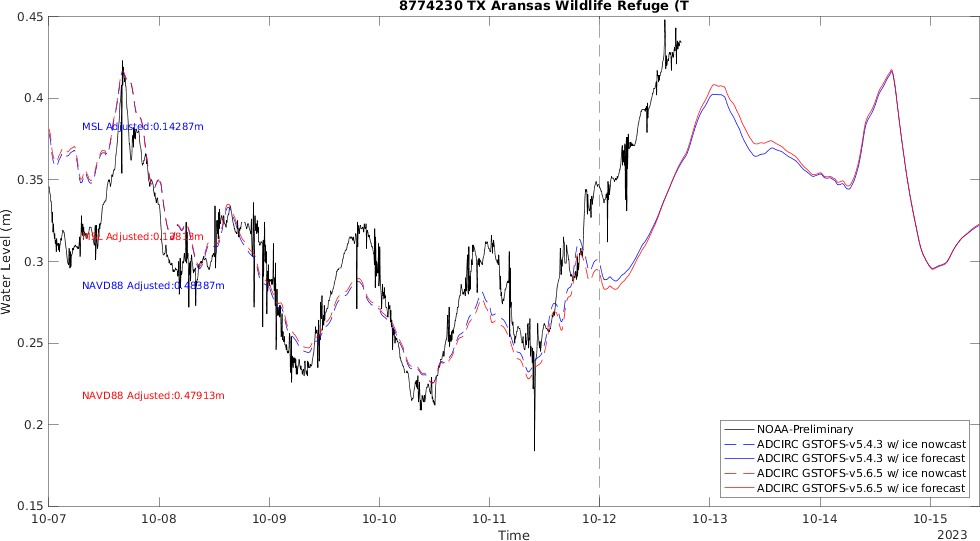 8774230 TX Aransas Wildlife Refuge (T
Water Level (m)
0.45
0.4
0.35
0.3
0.25
0.2
0.15
MSL Adjusted:0.14287m
MSL
NAVD88 Adjusted:0.48387m
NAVD88 Adjusted:0.47913m
NOAA-Preliminary
ADCIRC GSTOFS-v5.4.3 w/ ice nowcast
ADCIRC GSTOFS-v5.4.3 w/ ice forecast
ADCIRC GSTOFS-v5.6.5 w/ ice nowcast
ADCIRC GSTOFS-v5.6.5 w/ ice forecast
10-07 10-08 10-09 10-10 10-11 10-12 10-13 10-14 10-15
Time
2023